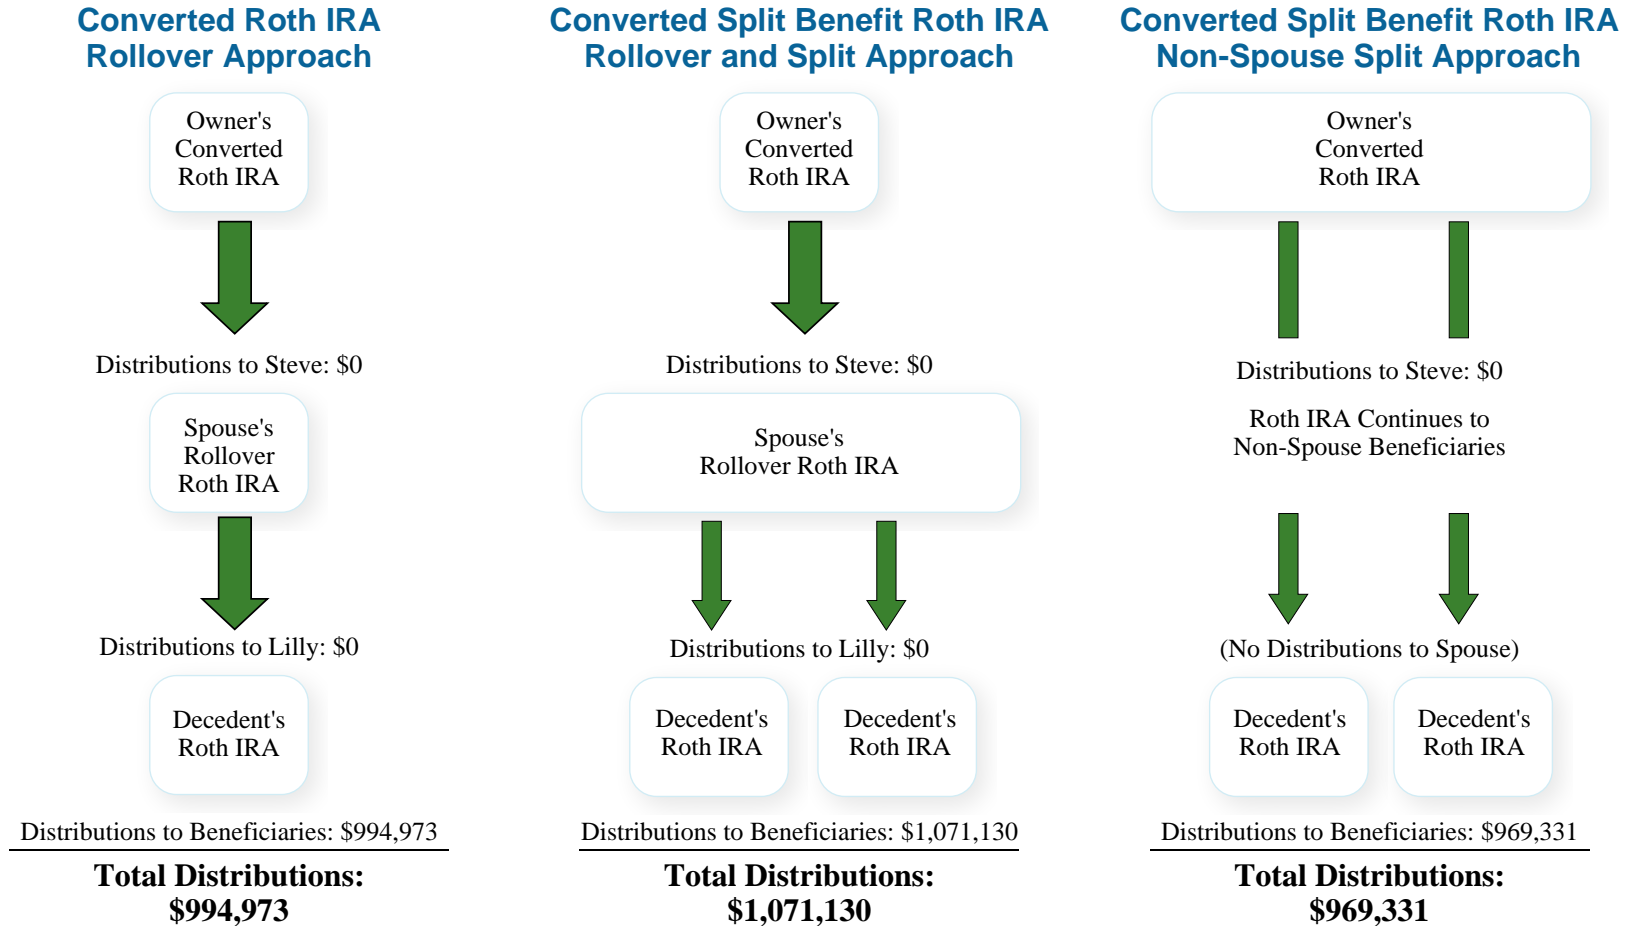 Converted Roth IRA
Rollover Approach
Owner's
Converted
Roth IRA
Distributions to Steve: $0
Spouse's
Rollover
Roth IRA
Distributions to Lilly: $0
Decedent's
Roth IRA
Distributions to Beneficiaries: $994,973
Total Distributions:
$994,973
Converted Split Benefit Roth IRA
Rollover and Split Approach
Owner's
Converted
Roth IRA
Distributions to Steve: $0
Spouse's
Rollover Roth IRA
Distributions to Lilly: $0
Decedent's
Roth IRA
Decedent's
Roth IRA
Distributions to Beneficiaries: $1,071,130
Total Distributions:
$1,071,130
Converted Split Benefit Roth IRA
Non-Spouse Split Approach
Owner's
Converted
Roth IRA
Distributions to Steve: $0
Roth IRA Continues to
Non-Spouse Beneficiaries
(No Distributions to Spouse)
Decedent's
Roth IRA
Decedent's
Roth IRA
Distributions to Beneficiaries: $969,331
Total Distributions:
$969,331